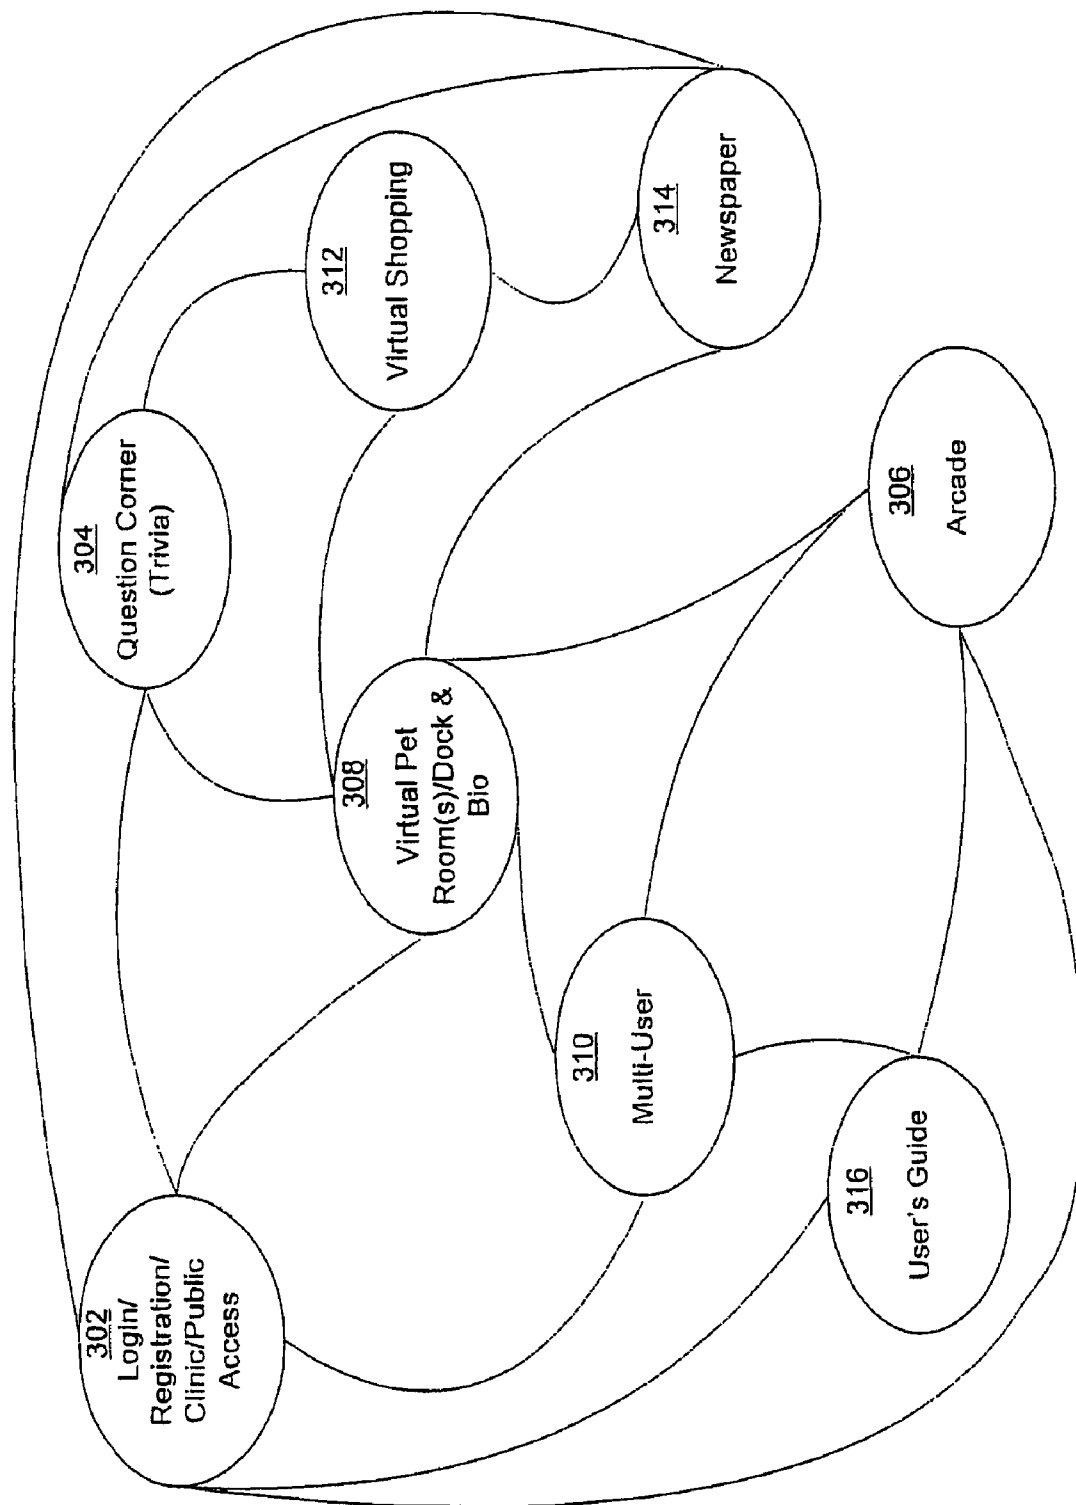 302
Login/
Registration/
Clinic/Public
Access
304
Question Corner
(Trivia)
308
Virtual Pet
Room(s)/Dock &
Bio
312
Virtual Shopping
310
Multi-User
314
Newspaper
316
User's Guide
306
Arcade